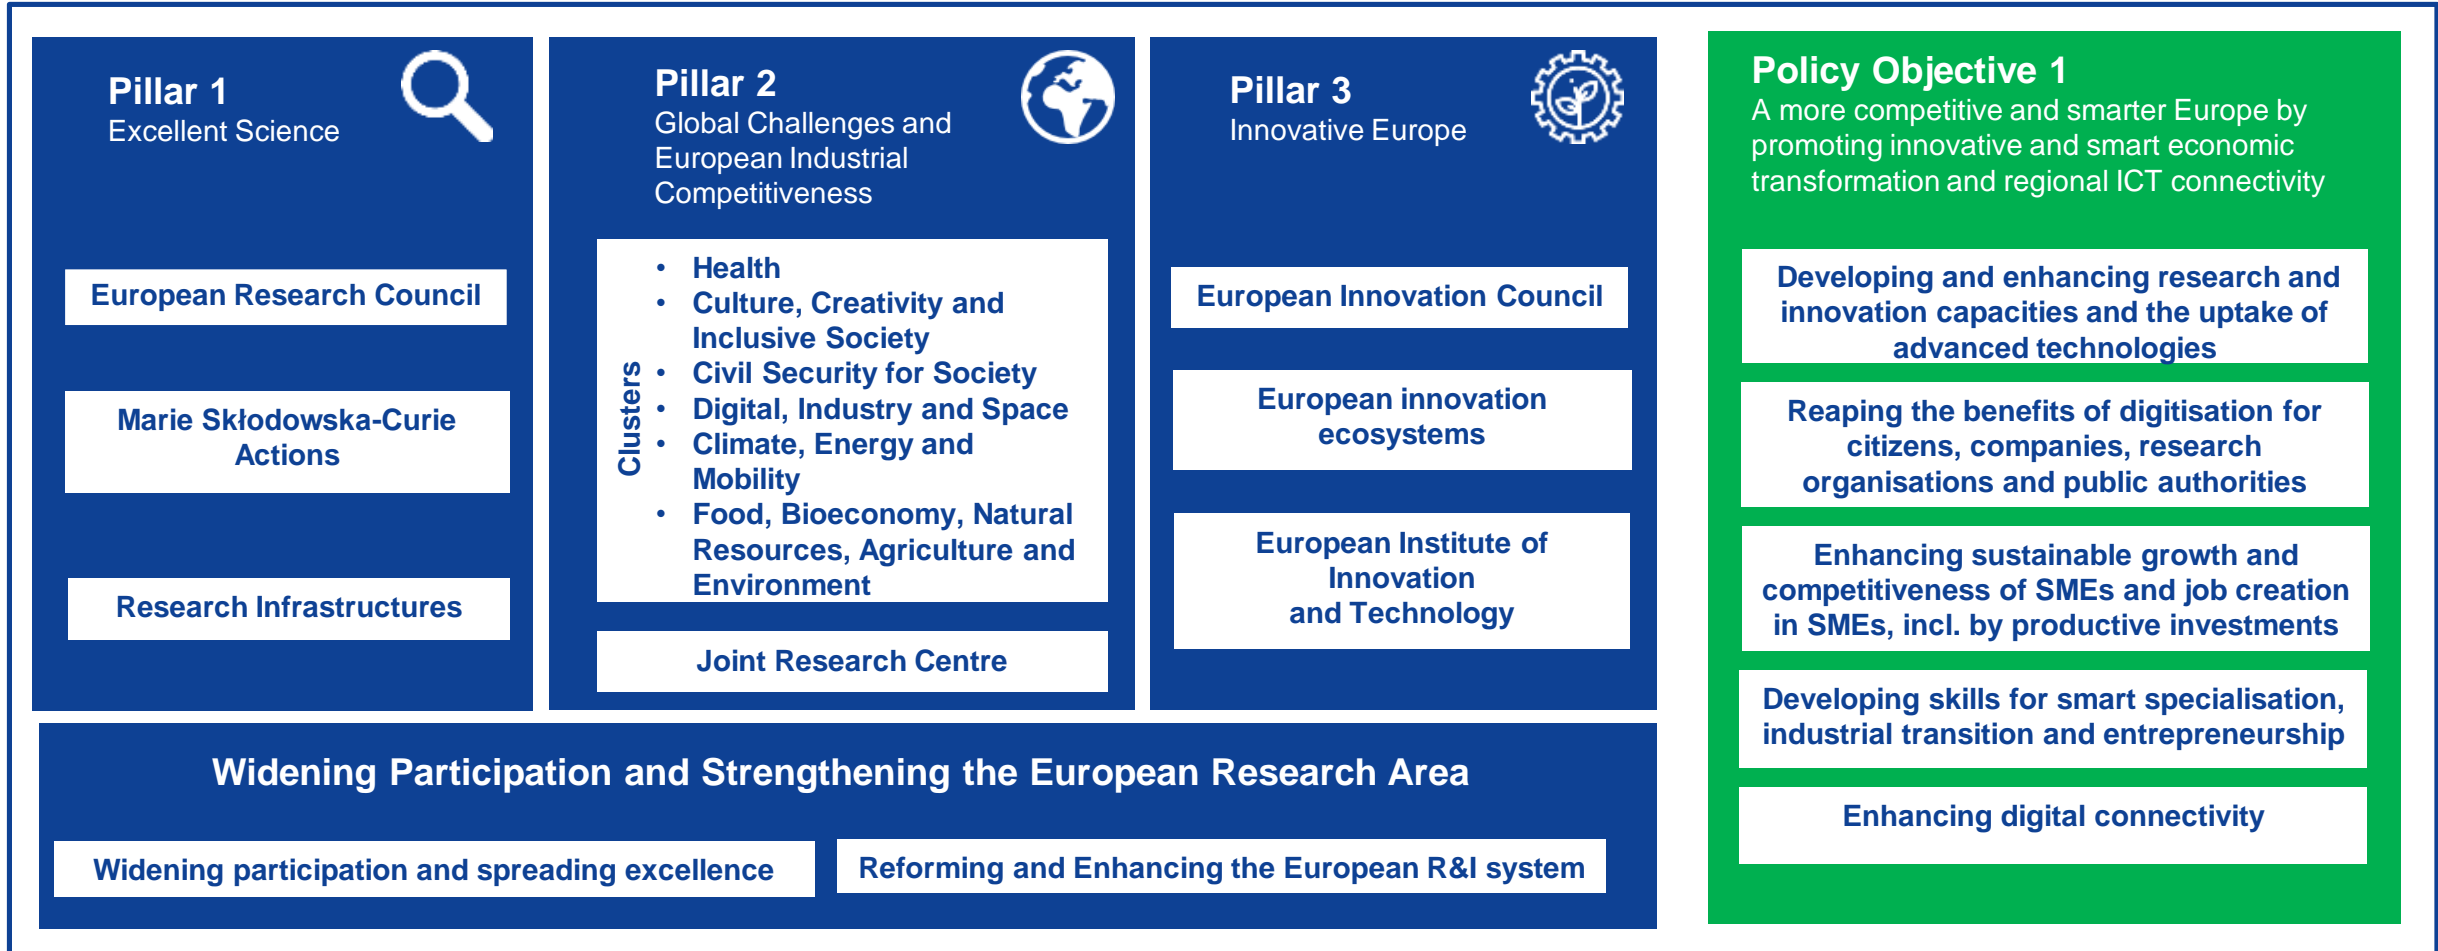 Pillar 1
Excellent Science
European Research Council
Marie Skłodowska-Curie
Actions
Research Infrastructures
Pillar 2
Global Challenges and
European Industrial
Competitiveness
Clusters
• Health
• Culture, Creativity and
Inclusive Society
• Civil Security for Society
• Digital, Industry and Space
• Climate, Energy and
Mobility
• Food, Bioeconomy, Natural
Resources, Agriculture and
Environment
Joint Research Centre
Pillar 3
Innovative Europe
European Innovation Council
European innovation
ecosystems
European Institute of
Innovation
and Technology
Widening Participation and Strengthening the European Research Area
Widening participation and spreading excellence
Reforming and Enhancing the European R&I system
Policy Objective 1
A more competitive and smarter Europe by
promoting innovative and smart economic
transformation and regional ICT connectivity
Developing and enhancing research and
innovation capacities and the uptake of
advanced technologies
Reaping the benefits of digitisation for
citizens, companies, research
organisations and public authorities
Enhancing sustainable growth and
competitiveness of SMEs and job creation
in SMEs, incl. by productive investments
Developing skills for smart specialisation,
industrial transition and entrepreneurship
Enhancing digital connectivity